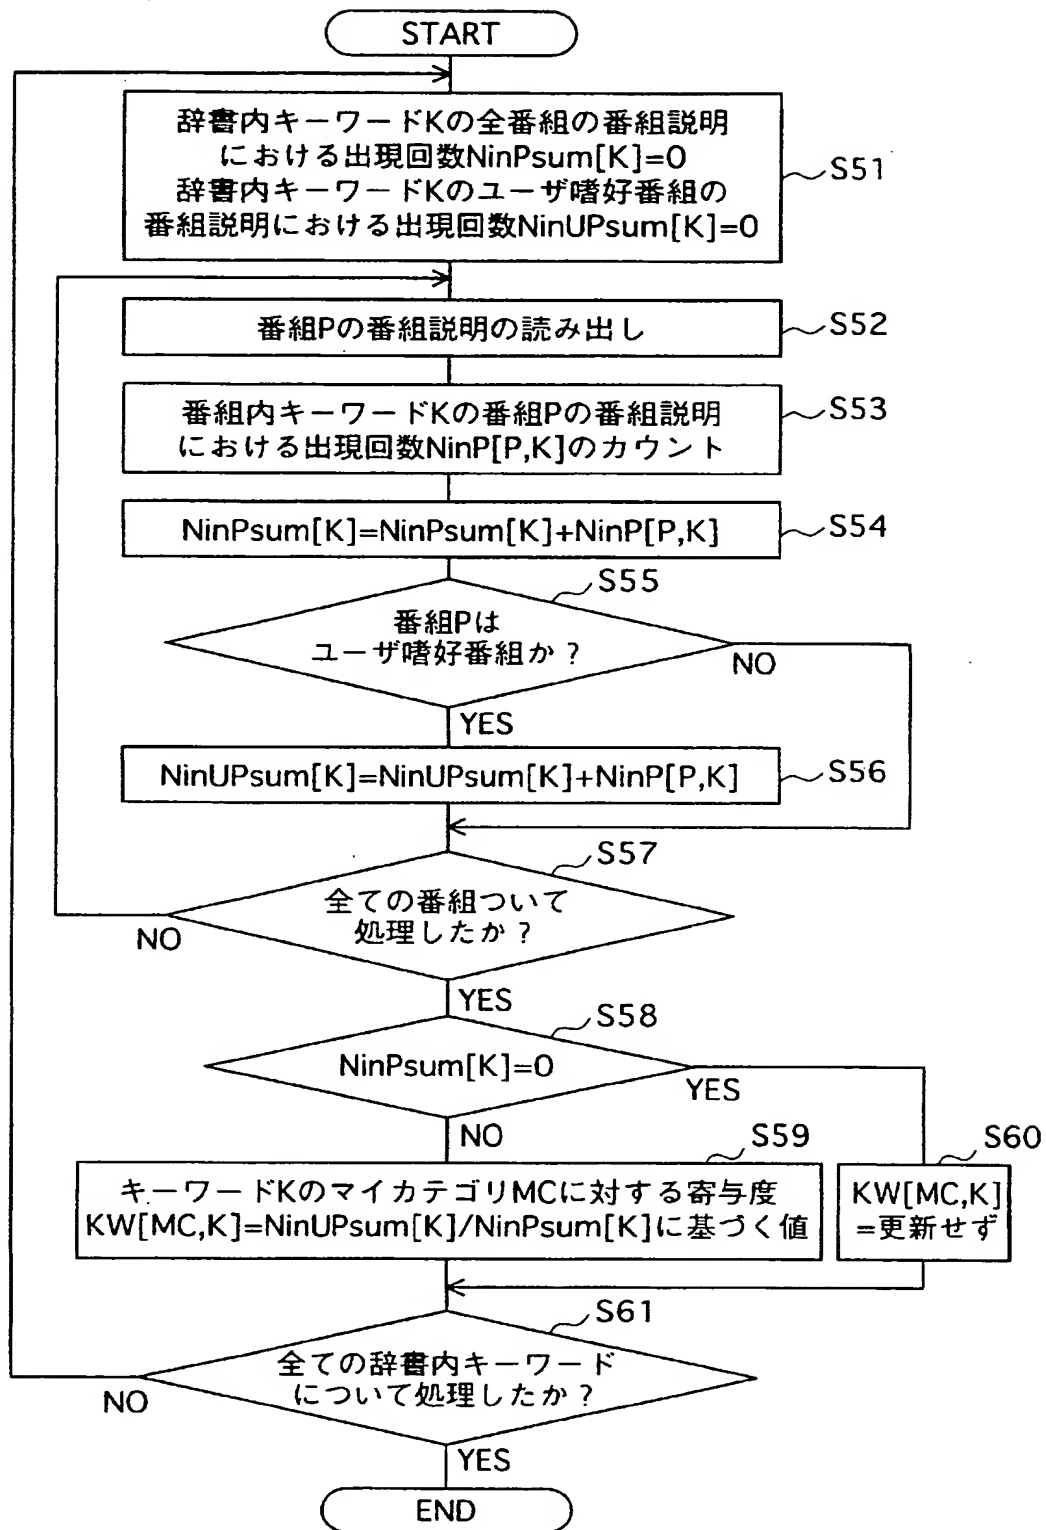 START
辞書内キーワードKの全番組の番組説明
における出現回数NinPsum[K]=0
辞書内キーワードKのユーザ嗜好番組の
番組説明における出現回数NinUPsum[K]=0
S51
番組Pの番組説明の読み出し
S52
番組内キーワードKの番組Pの番組説明
における出現回数NinP[P,K]のカウント
S53
NinPsum[K]=NinPsum[K]+NinP[P,K]
S54
S55
番組Pは
ユーザ嗜好番組か?
NO
YES
NinUPsum[K]=NinUPsum[K]+NinP[P,K]
S56
S57
全ての番組ついて
処理したか?
NO
YES
S58
NinPsum[K]=0
YES
NO
S59
キーワードKのマイカテゴリMCに対する寄与度
KW[MC,K]=NinUPsum[K]/NinPsum[K]に基づく値
S60
KW[MC,K]
=更新せず
S61
全ての辞書内キーワード
について処理したか?
NO
YES
END